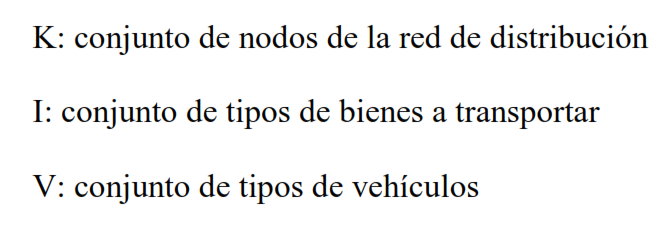 K: conjunto de nodos de la red de distribución
I: conjunto de tipos de bienes a transportar
V: conjunto de tipos de vehículos